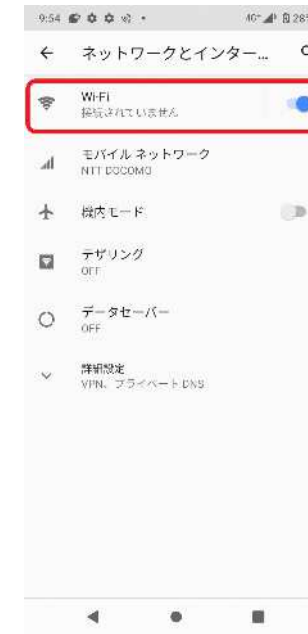 9:54 4G+ 28%
ネットワークとインター...
Wi-Fi
接続されていません
モバイル ネットワーク
NTT DOCOMO
機内モード
テザリング
OFF
データセーバー
OFF
詳細設定
VPN、プライベート DNS